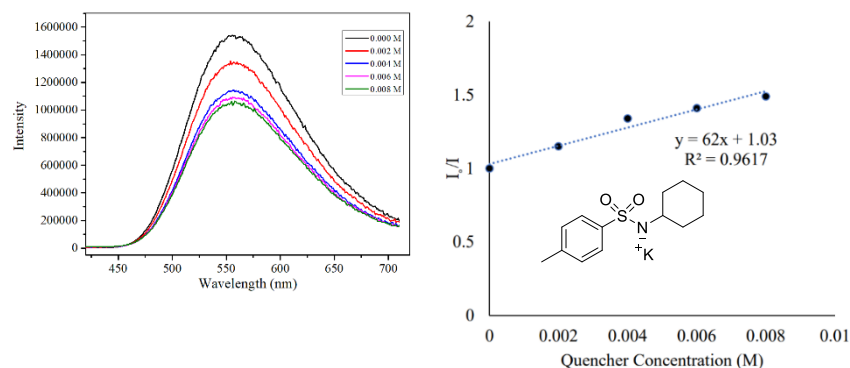 1600000
1400000
1200000
1000000
800000
600000
400000
200000
0
Intensity
450 500 550 600 650 700
Wavelength (nm)
0.000 M
0.002 M
0.004 M
0.006 M
0.008 M
2
1.5
1
0.5
0
I₀/I
y = 62x + 1.03
R² = 0.9617
O O
S
N
−
+K
0 0.002 0.004 0.006 0.008 0.01
Quencher Concentration (M)